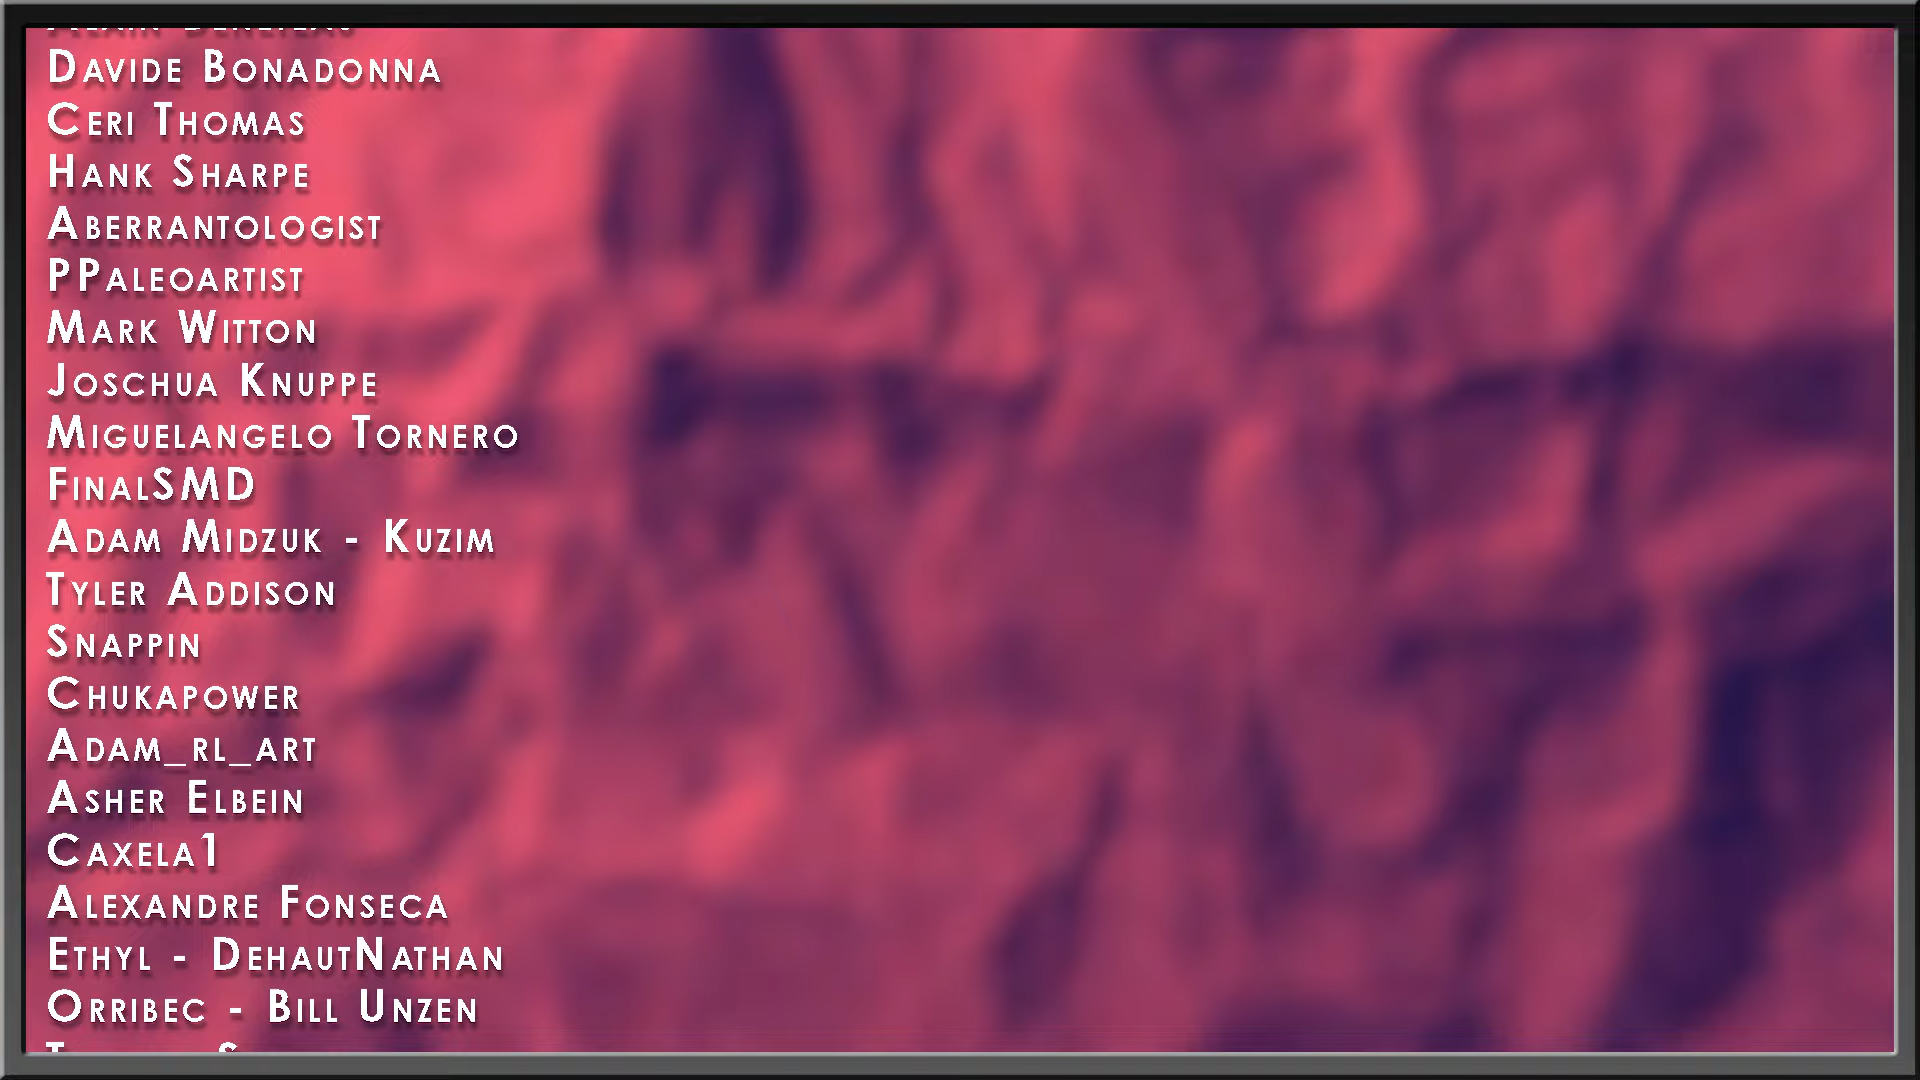 Davide Bonadonna
Ceri Thomas
Hank Sharpe
Aberrantologist
PPaleoartist
Mark Witton
Joschua Knuppe
Miguelangelo Tornero
FinalSMD
Adam Midzuk - Kuzim
Tyler Addison
Snappin
Chukapower
Adam_rl_art
Asher Elbein
Caxela1
Alexandre Fonseca
Ethyl - DehautNathan
Orribec - Bill Unzen